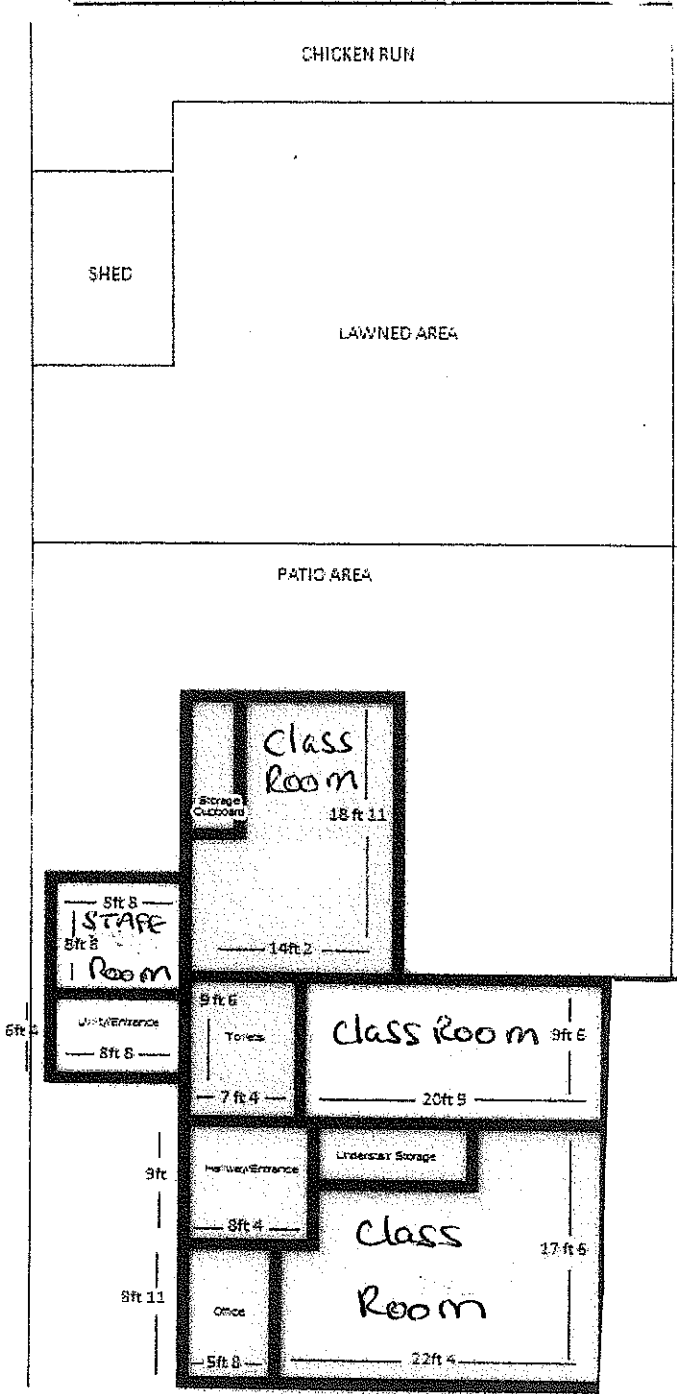 CHICKEN RUN
SHED
LAWNED AREA
PATIO AREA
Class
Room
Storage
Cupboard
18 ft 11
14ft 2
8ft 8
STAFF
8ft 8
Room
6ft 4
Utility/Entrance
8ft 8
9 ft 6
Toilets
7 ft 4
Class Room
9ft 6
20ft 9
9ft
Hallway/Entrance
8ft 4
Understair Storage
Class
Room
17 ft 6
22ft 4
8ft 11
Office
5ft 8